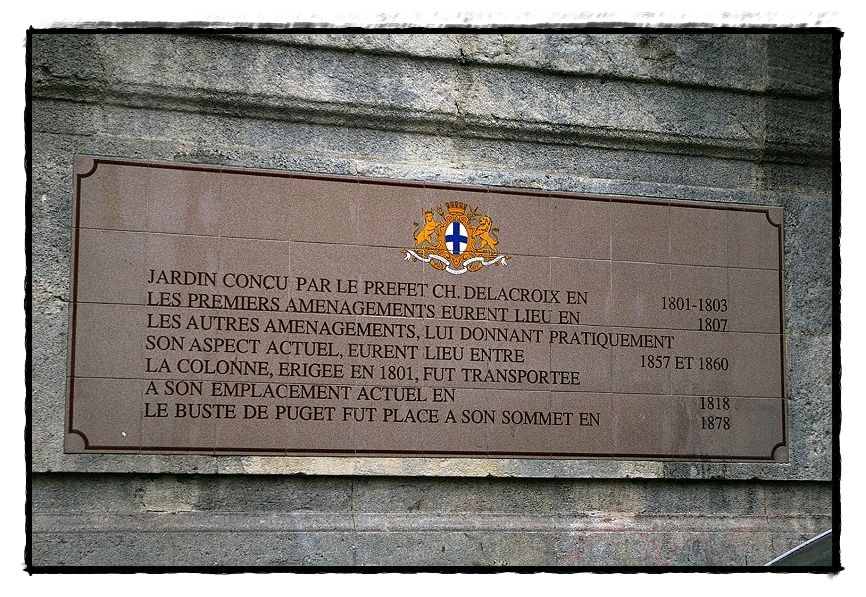 JARDIN CONCU PAR LE PREFET CH. DELACROIX EN 1801-1803
LES PREMIERS AMENAGEMENTS EURENT LIEU EN 1807
LES AUTRES AMENAGEMENTS, LUI DONNANT PRATIQUEMENT
SON ASPECT ACTUEL, EURENT LIEU ENTRE 1857 ET 1860
LA COLONNE, ERIGEE EN 1801, FUT TRANSPORTEE
A SON EMPLACEMENT ACTUEL EN 1818
LE BUSTE DE PUGET FUT PLACE A SON SOMMET EN 1878